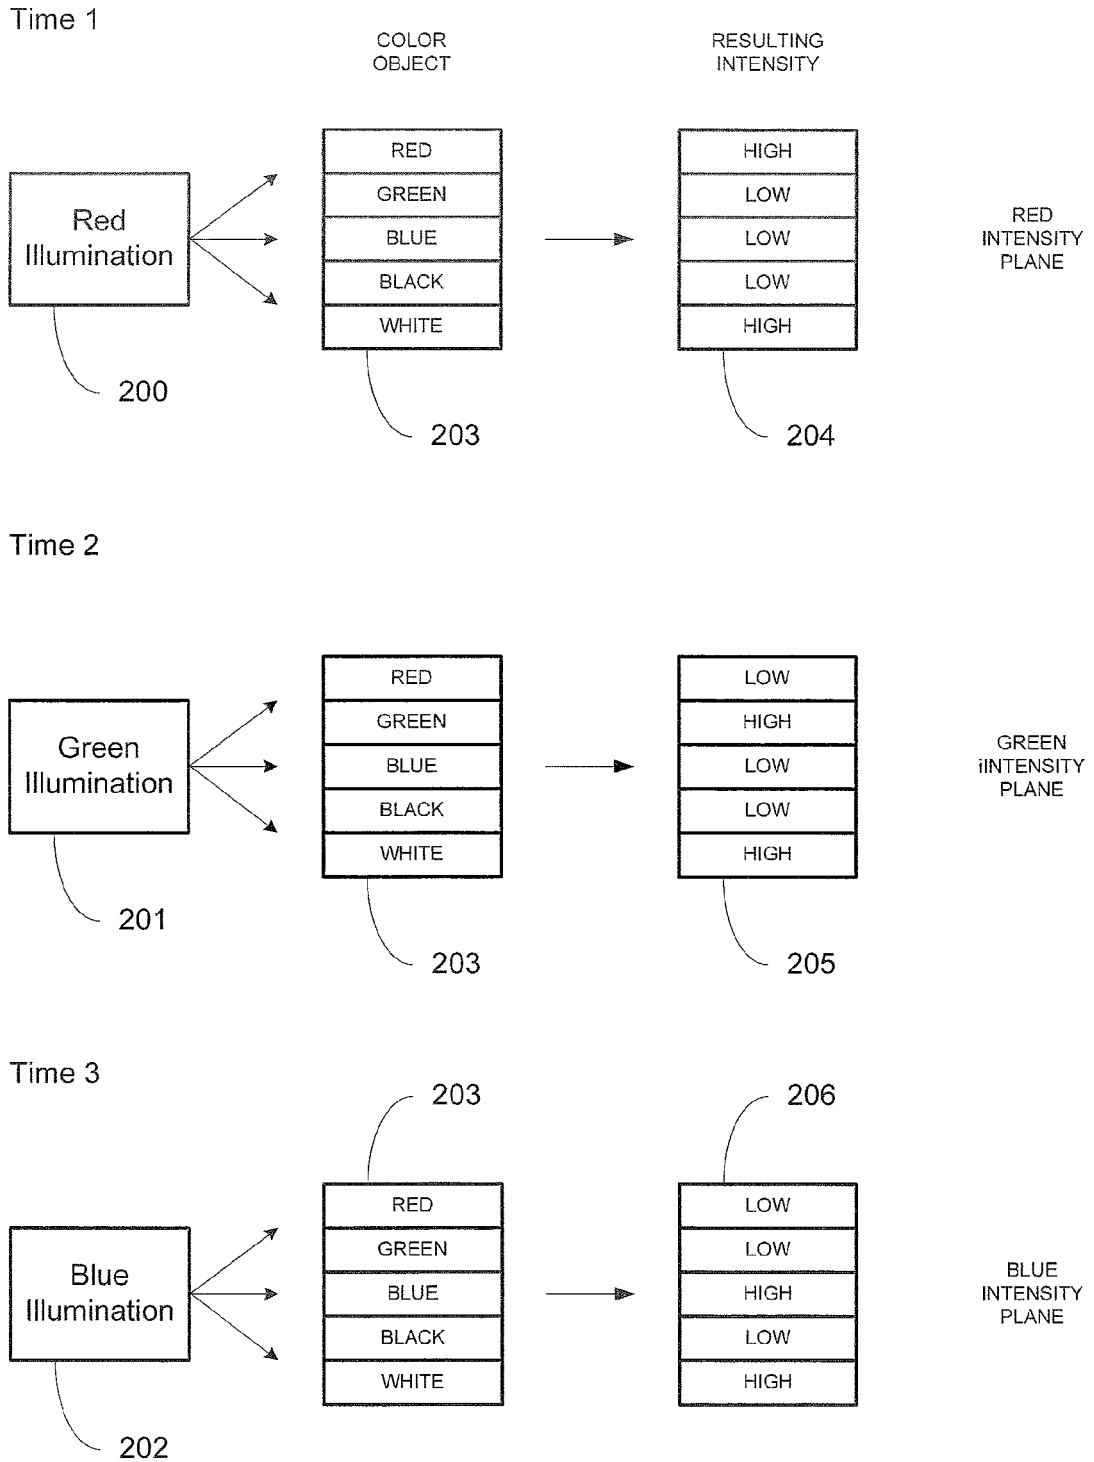 Time 1
COLOR
OBJECT
RESULTING
INTENSITY
Red
Illumination
200
RED
GREEN
BLUE
BLACK
WHITE
203
HIGH
LOW
LOW
LOW
HIGH
204
RED
INTENSITY
PLANE
Time 2
Green
Illumination
201
RED
GREEN
BLUE
BLACK
WHITE
203
LOW
HIGH
LOW
LOW
HIGH
205
GREEN
iINTENSITY
PLANE
Time 3
Blue
Illumination
202
203
RED
GREEN
BLUE
BLACK
WHITE
206
LOW
LOW
HIGH
LOW
HIGH
BLUE
INTENSITY
PLANE